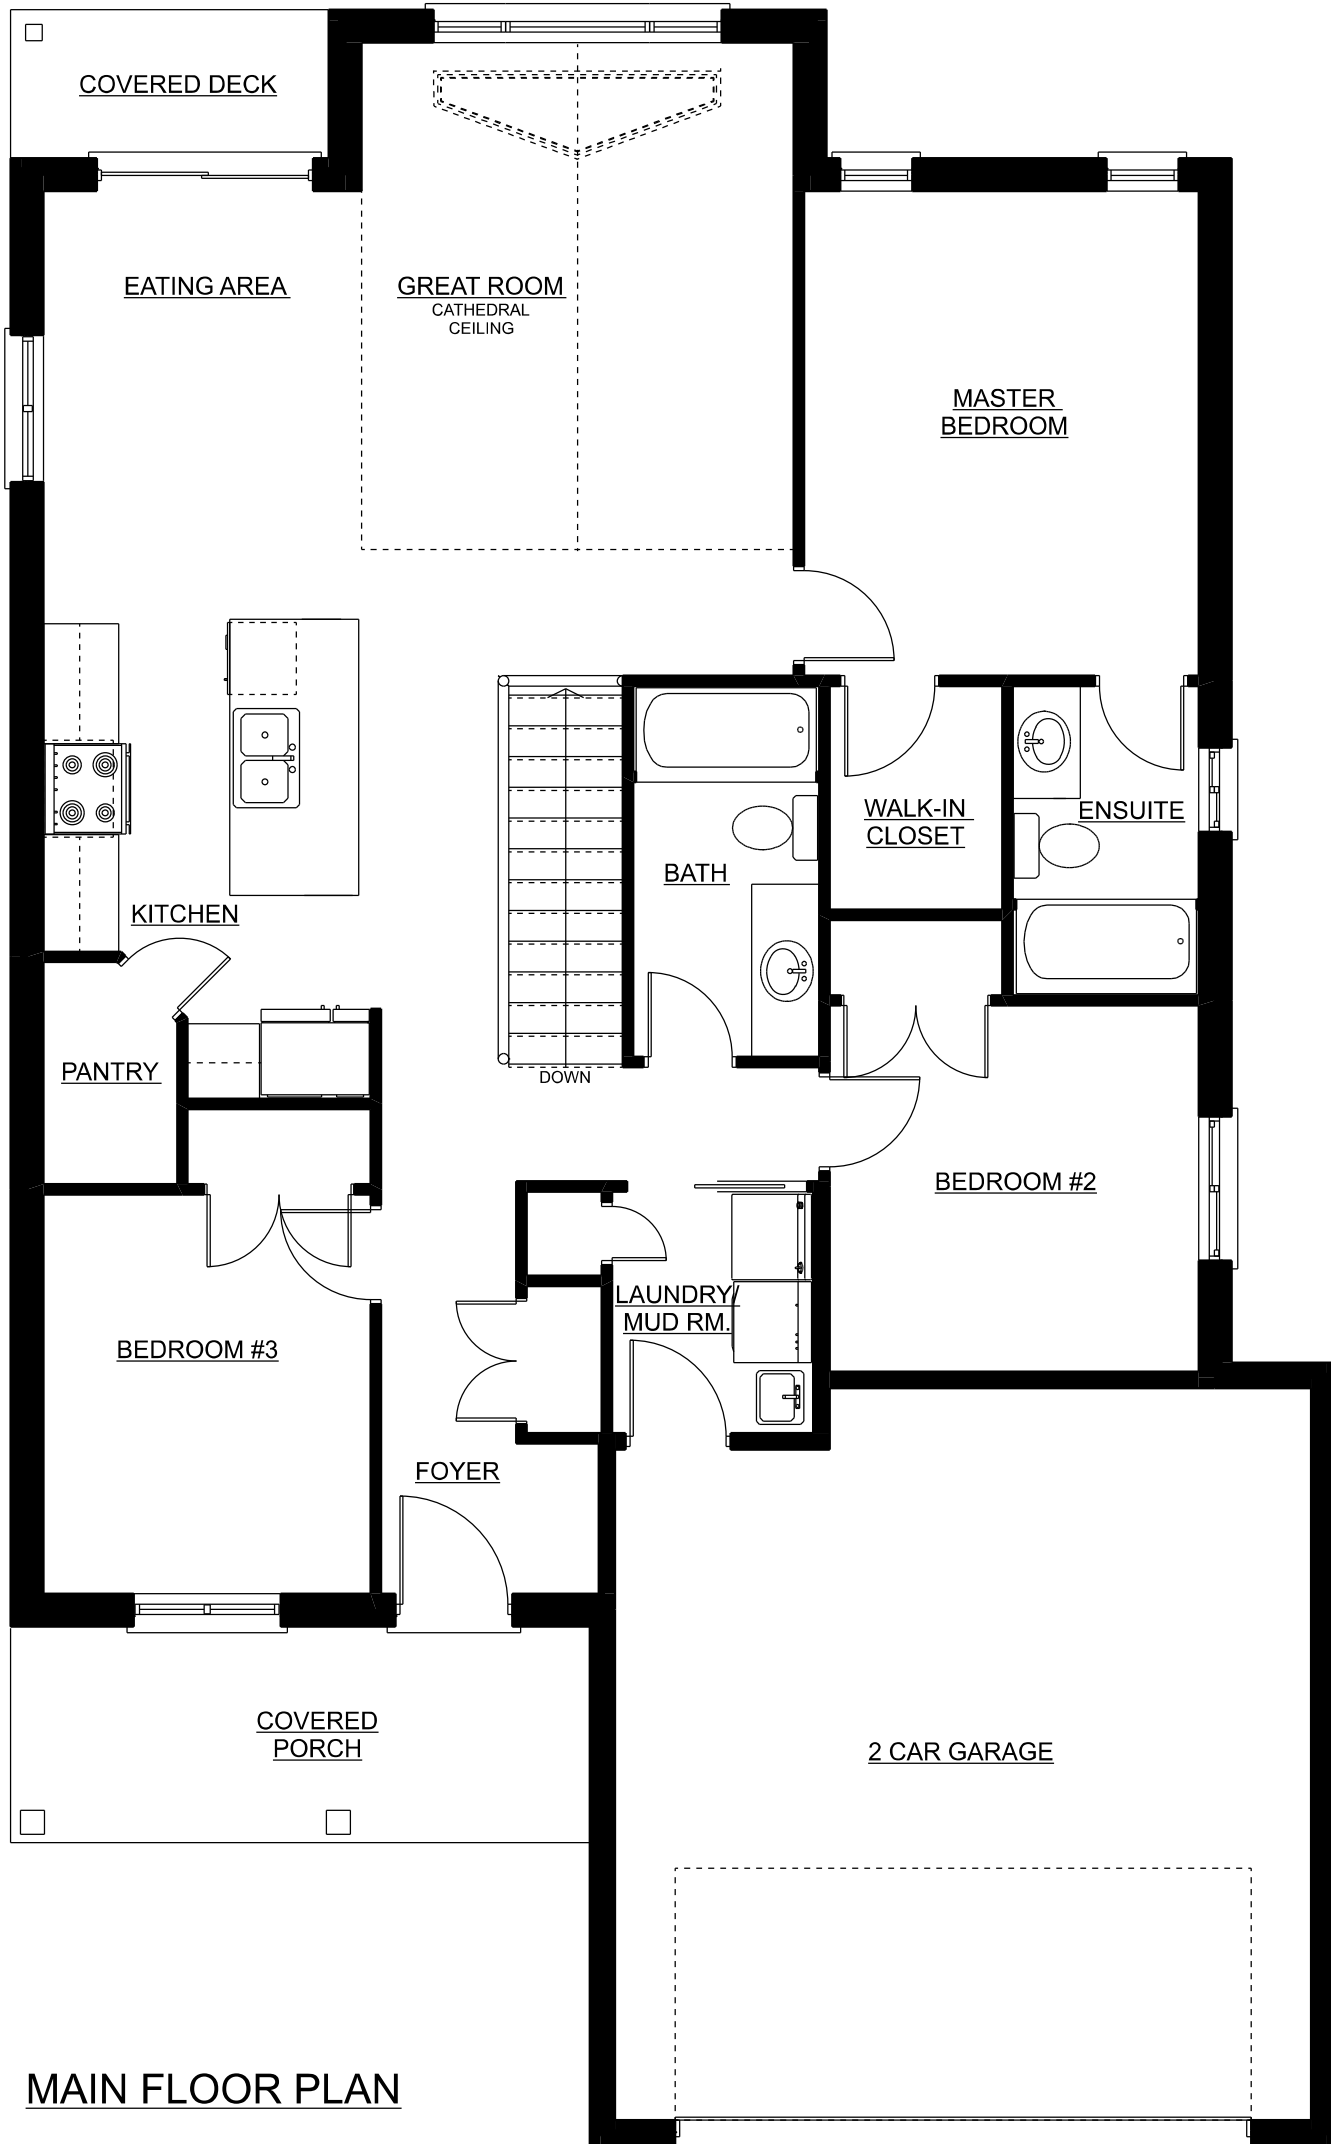 COVERED DECK
EATING AREA
GREAT ROOM
CATHEDRAL
CEILING
MASTER
BEDROOM
WALK-IN
CLOSET
ENSUITE
BATH
KITCHEN
PANTRY
DOWN
BEDROOM #2
LAUNDRY/
MUD RM.
BEDROOM #3
FOYER
COVERED
PORCH
2 CAR GARAGE
MAIN FLOOR PLAN